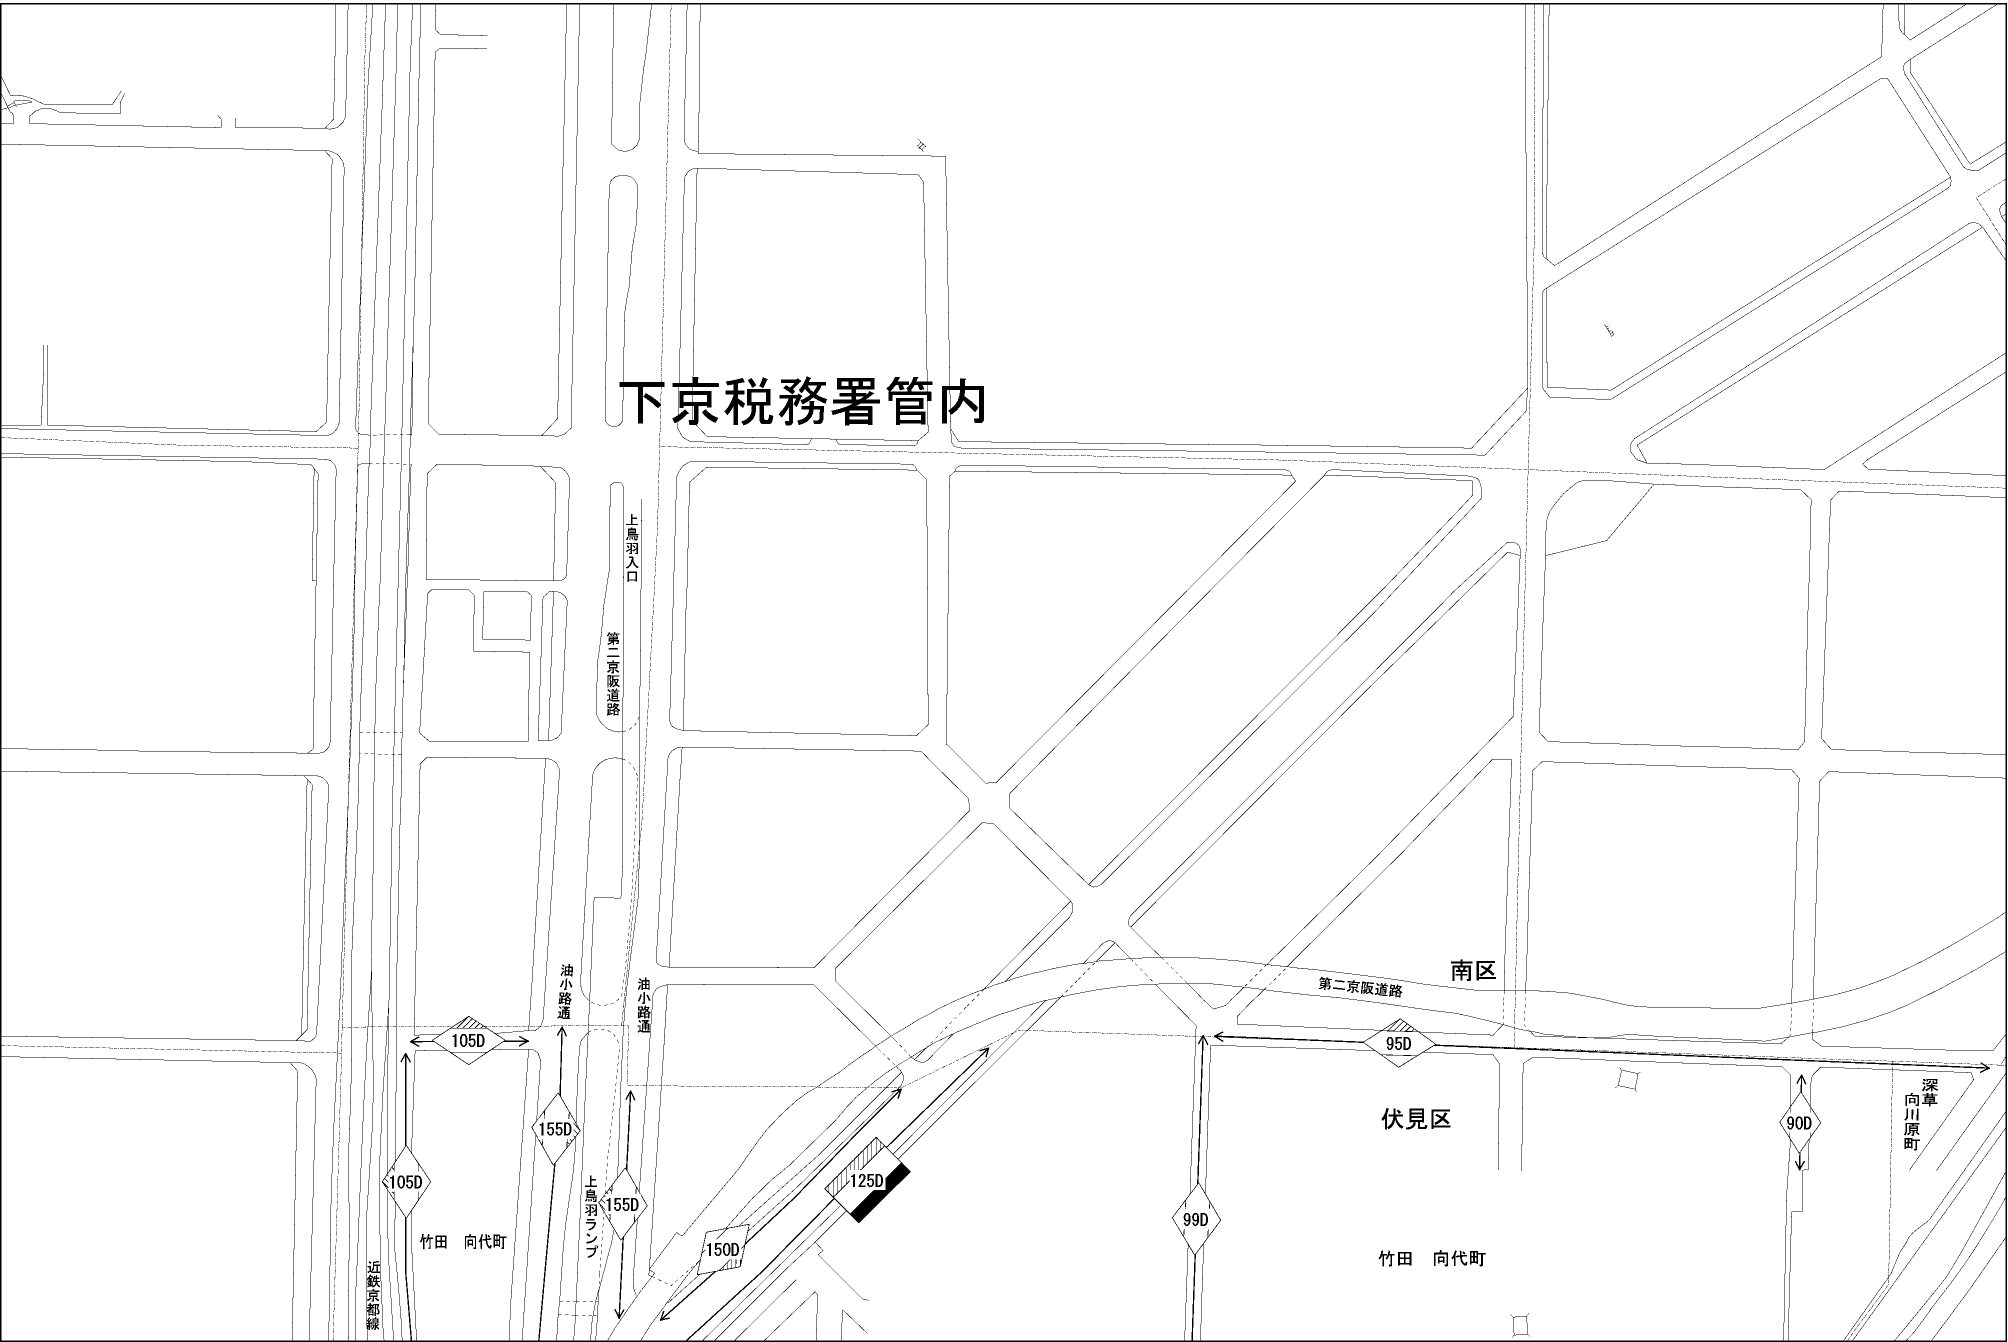 下京税務署管内
上鳥羽入口
第二京阪道路
南区
油小路通
油小路通
第二京阪道路
105D
95D
深草
向川原町
伏見区
90D
155D
105D
125D
155D
99D
上鳥羽ランプ
竹田 向代町
150D
竹田 向代町
近鉄京都線